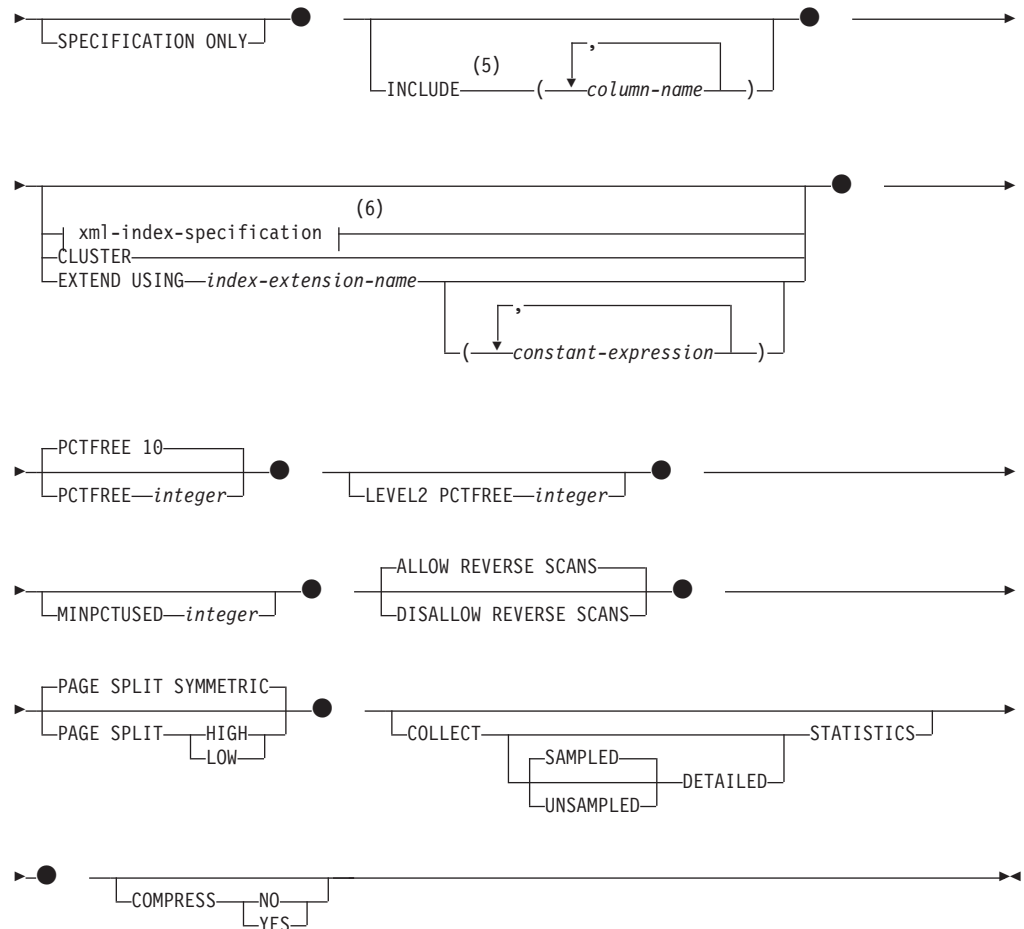 SPECIFICATION ONLY
(5)
,
INCLUDE ( column-name )
(6)
xml-index-specification
CLUSTER
EXTEND USING index-extension-name
,
( constant-expression )
PCTFREE 10
PCTFREE integer
LEVEL2 PCTFREE integer
MINPCTUSED integer
ALLOW REVERSE SCANS
DISALLOW REVERSE SCANS
PAGE SPLIT SYMMETRIC
PAGE SPLIT HIGH
LOW
COLLECT STATISTICS
SAMPLED
DETAILED
UNSAMPLED
COMPRESS NO
YES